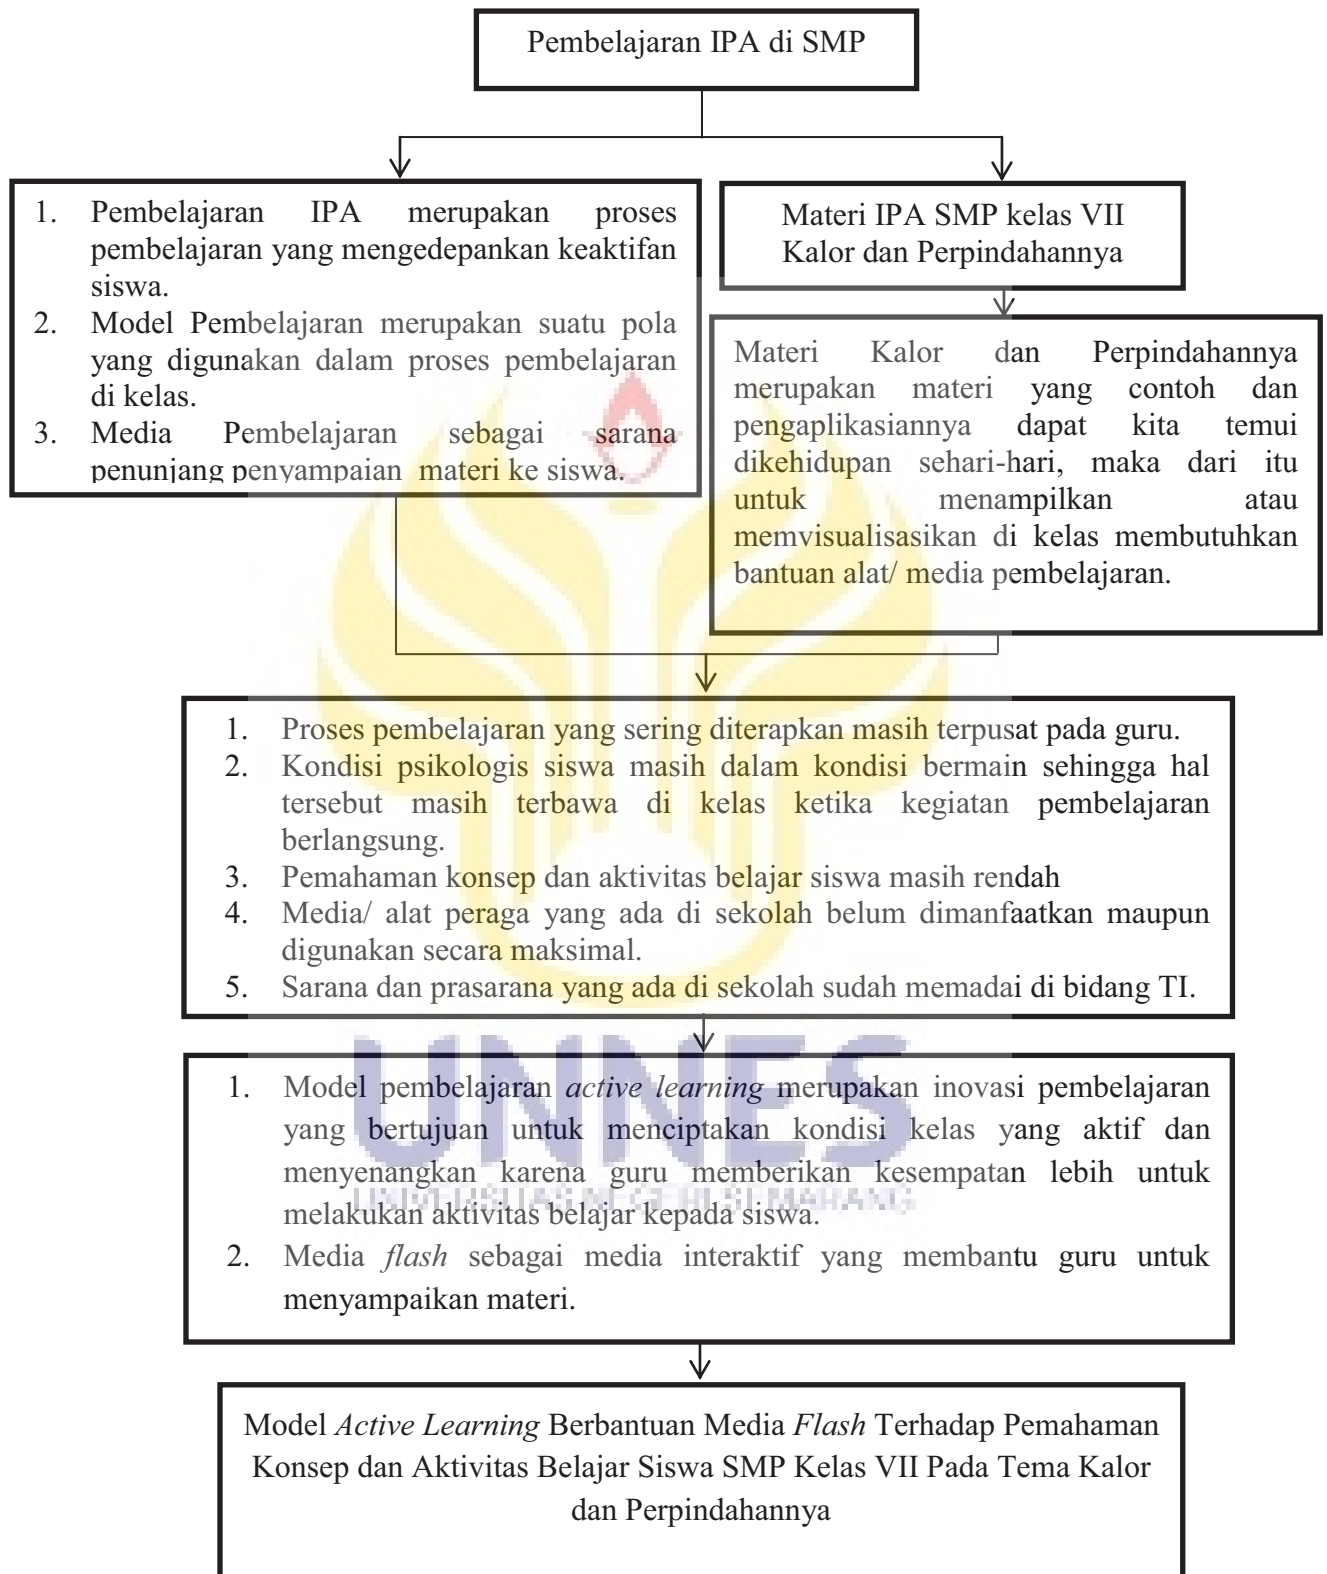 Pembelajaran IPA di SMP
1. Pembelajaran IPA merupakan proses
pembelajaran yang mengedepankan keaktifan
siswa.
2. Model Pembelajaran merupakan suatu pola
yang digunakan dalam proses pembelajaran
di kelas.
3. Media Pembelajaran sebagai sarana
penunjang penyampaian materi ke siswa.
Materi IPA SMP kelas VII
Kalor dan Perpindahannya
Materi Kalor dan Perpindahannya
merupakan materi yang contoh dan
pengaplikasiannya dapat kita temui
dikehidupan sehari-hari, maka dari itu
untuk menampilkan atau
memvisualisasikan di kelas membutuhkan
bantuan alat/ media pembelajaran.
1. Proses pembelajaran yang sering diterapkan masih terpusat pada guru.
2. Kondisi psikologis siswa masih dalam kondisi bermain sehingga hal
tersebut masih terbawa di kelas ketika kegiatan pembelajaran
berlangsung.
3. Pemahaman konsep dan aktivitas belajar siswa masih rendah
4. Media/ alat peraga yang ada di sekolah belum dimanfaatkan maupun
digunakan secara maksimal.
5. Sarana dan prasarana yang ada di sekolah sudah memadai di bidang TI.
UNNES
UNIVERSITAS NEGERI SEMARANG
1. Model pembelajaran active learning merupakan inovasi pembelajaran
yang bertujuan untuk menciptakan kondisi kelas yang aktif dan
menyenangkan karena guru memberikan kesempatan lebih untuk
melakukan aktivitas belajar kepada siswa.
2. Media flash sebagai media interaktif yang membantu guru untuk
menyampaikan materi.
Model Active Learning Berbantuan Media Flash Terhadap Pemahaman
Konsep dan Aktivitas Belajar Siswa SMP Kelas VII Pada Tema Kalor
dan Perpindahannya